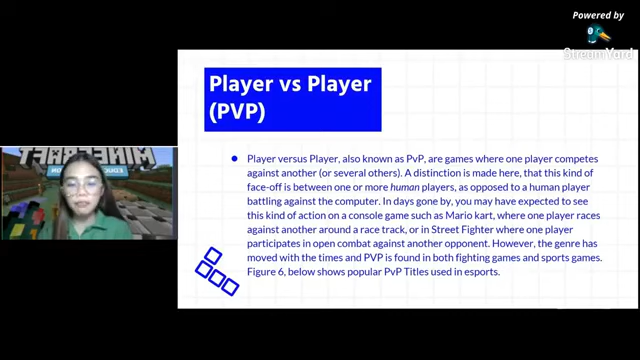 Powered by
StreamYard
Player vs Player
(PVP)
MINECRAFT
EDUCATION
Player versus Player, also known as PvP, are games where one player competes
against another (or several others). A distinction is made here, that this kind of
face-off is between one or more human players, as opposed to a human player
battling against the computer. In days gone by, you may have expected to see
this kind of action on a console game such as Mario kart, where one player races
against another around a race track, or in Street Fighter where one player
participates in open combat against another opponent. However, the genre has
moved with the times and PVP is found in both fighting games and sports games.
Figure 6, below shows popular PvP Titles used in esports.